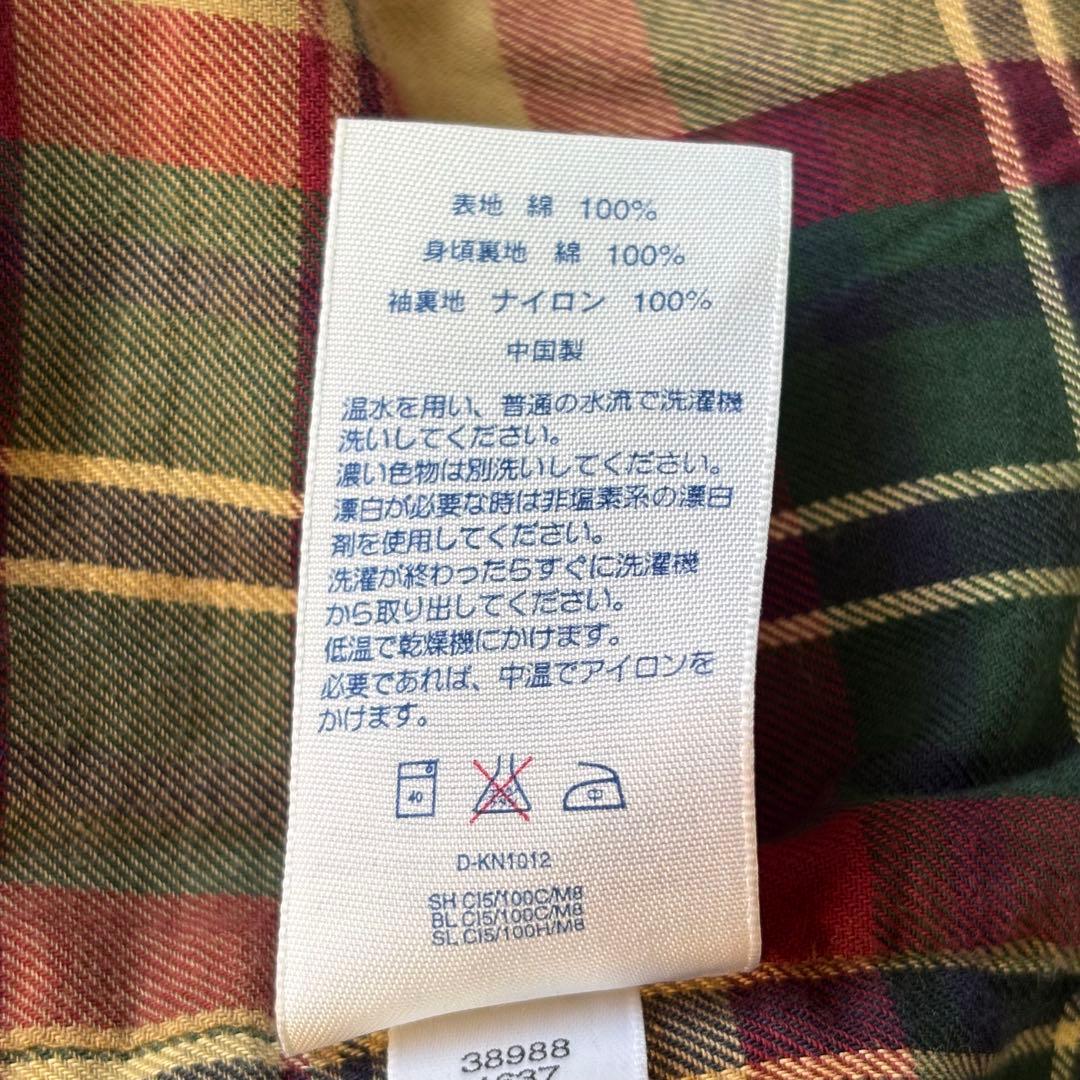 表地 綿 100%
身頃裏地 綿 100%
袖裏地 ナイロン 100%
中国製
温水を用い、普通の水流で洗濯機
洗いしてください。
濃い色物は別洗いしてください。
漂白が必要な時は非塩素系の漂白
剤を使用してください。
洗濯が終わったらすぐに洗濯機
から取り出してください。
低温で乾燥機にかけます。
必要であれば、中温でアイロンを
かけます。
40
D-KN1012
SH C15/100C/M8
BL C15/100C/M8
SL C15/100H/M8
38988